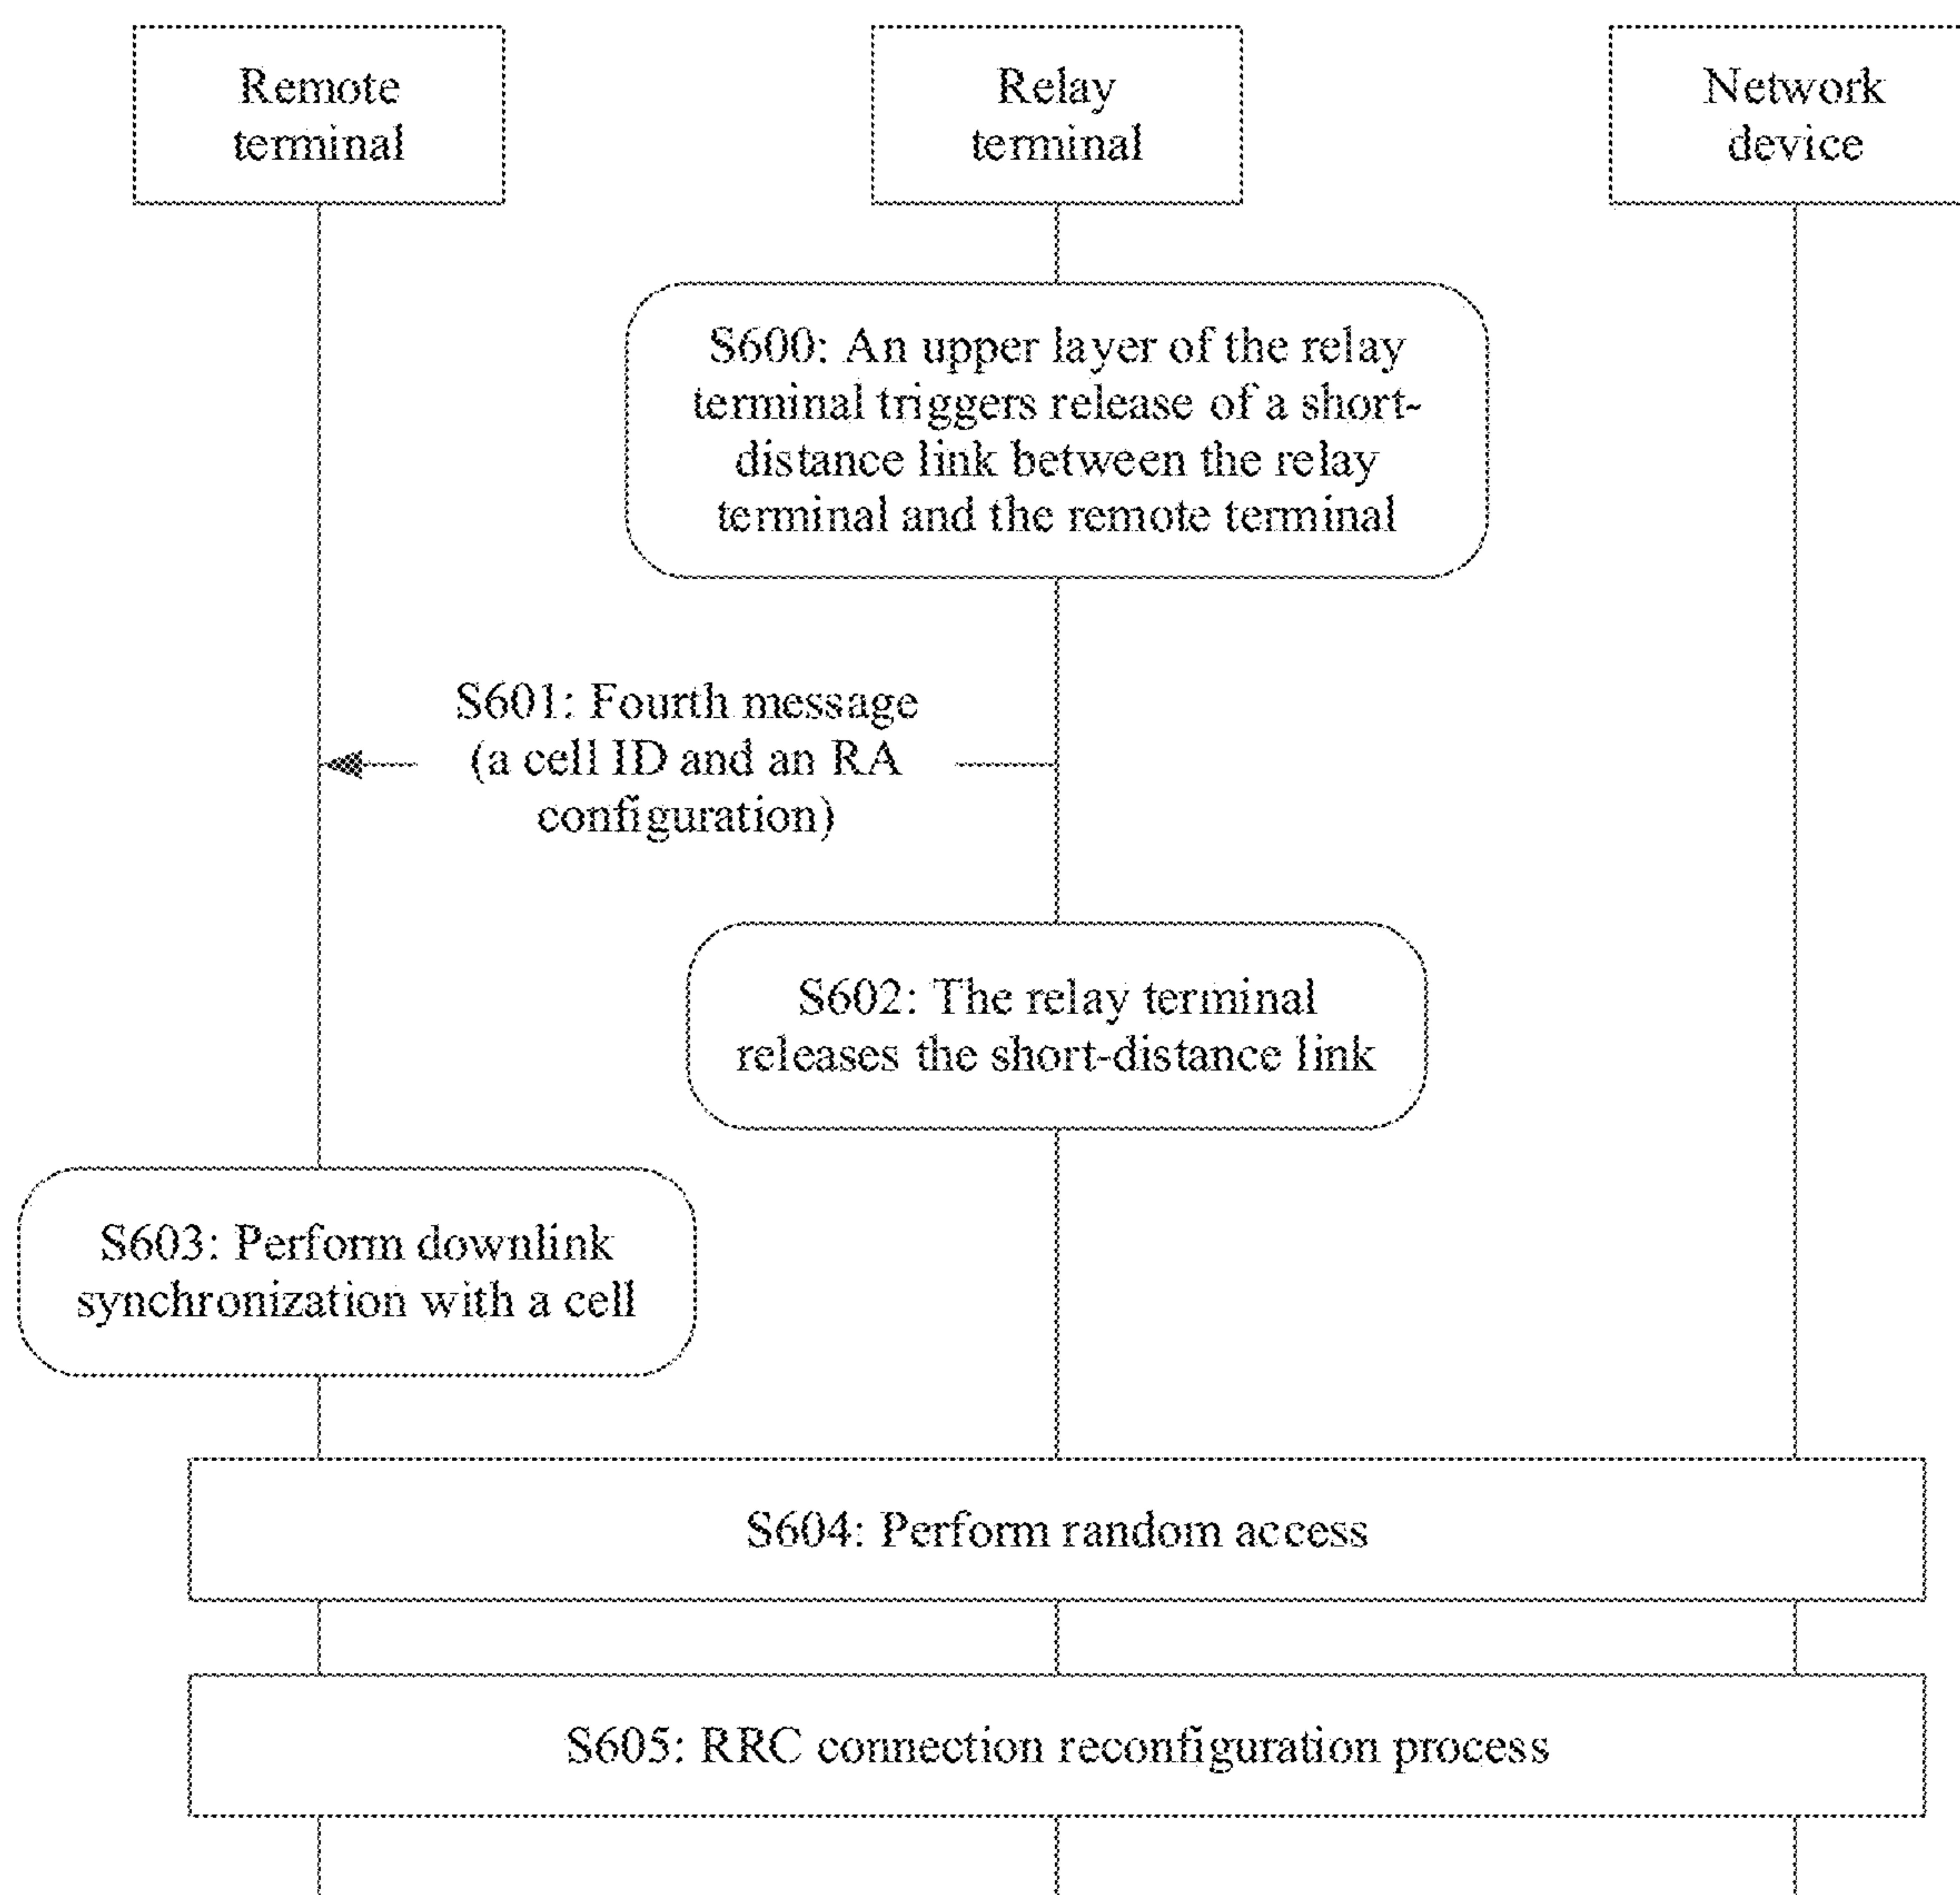 Remote
terminal
Relay
terminal
Network
device
S600: An upper layer of the relay
terminal triggers release of a short-
distance link between the relay
terminal and the remote terminal
S601: Fourth message
(a cell ID and an RA
configuration)
S602: The relay terminal
releases the short-distance link
S603: Perform downlink
synchronization with a cell
S604: Perform random access
S605: RRC connection reconfiguration process